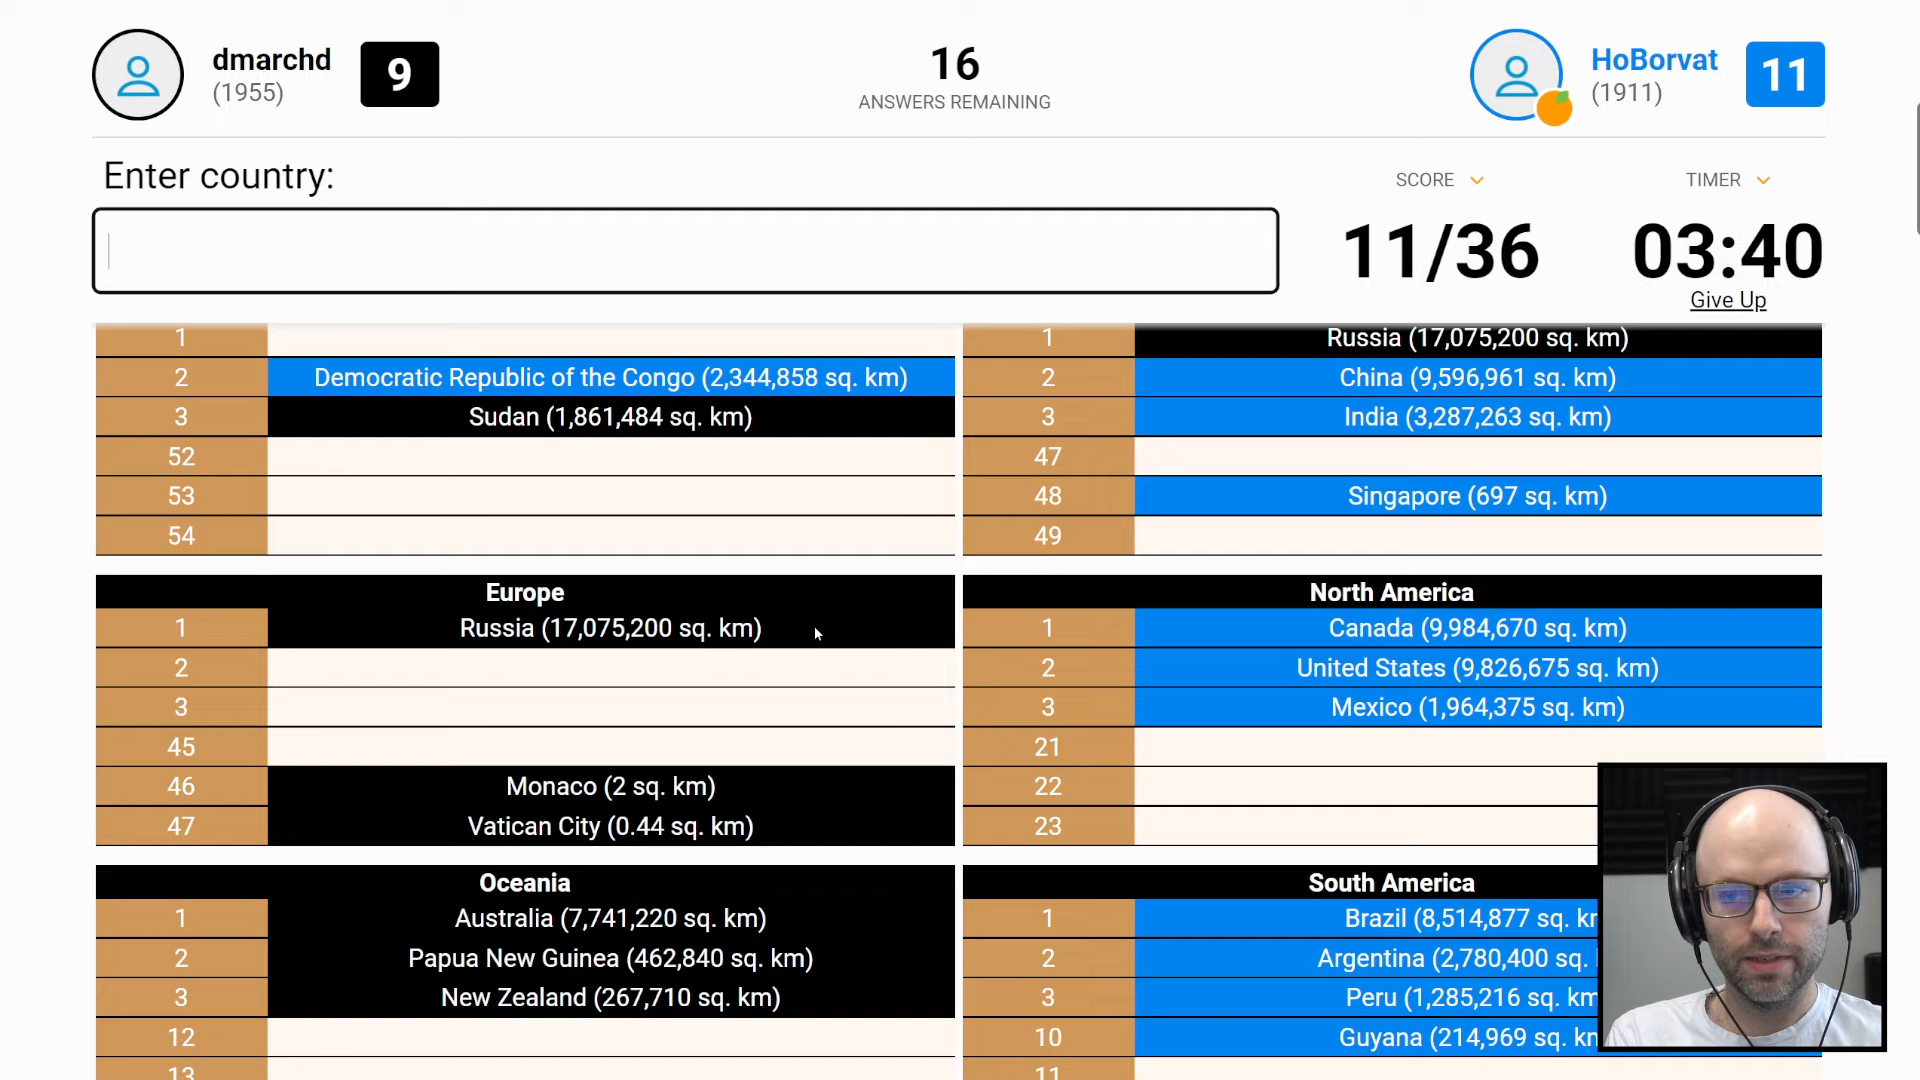 dmarchd
(1955)
9
16
ANSWERS REMAINING
HoBorvat
(1911)
11
Enter country:
SCORE
11/36
TIMER
03:40
Give Up
1
2 Democratic Republic of the Congo (2,344,858 sq. km)
3 Sudan (1,861,484 sq. km)
52
53
54
1 Russia (17,075,200 sq. km)
2 China (9,596,961 sq. km)
3 India (3,287,263 sq. km)
47
48 Singapore (697 sq. km)
49
Europe
1 Russia (17,075,200 sq. km)
2
3
45
46 Monaco (2 sq. km)
47 Vatican City (0.44 sq. km)
North America
1 Canada (9,984,670 sq. km)
2 United States (9,826,675 sq. km)
3 Mexico (1,964,375 sq. km)
21
22
23
Oceania
1 Australia (7,741,220 sq. km)
2 Papua New Guinea (462,840 sq. km)
3 New Zealand (267,710 sq. km)
12
13
South America
1 Brazil (8,514,877 sq.
2 Argentina (2,780,400 sq.
3 Peru (1,285,216 sq.
10 Guyana (214,969 sq.
11